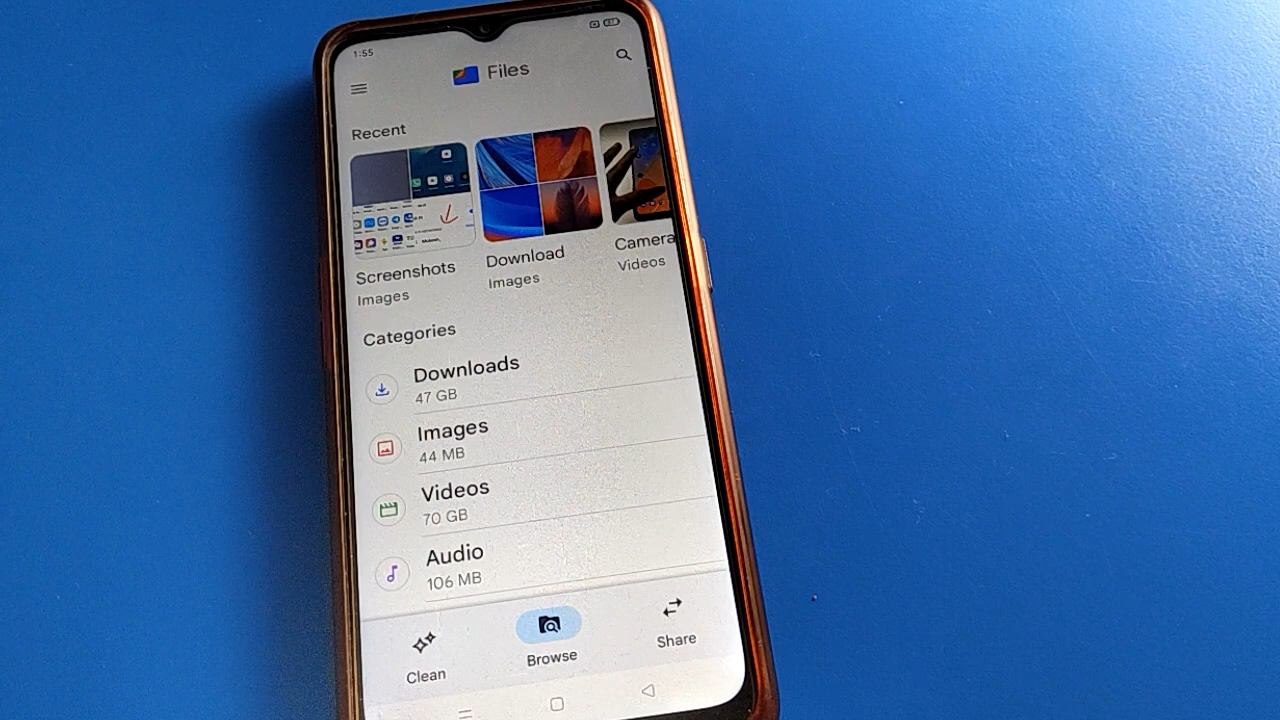 1:55
Files
Recent
Screenshots
Images
Download
Images
Camera
Videos
Categories
Downloads
47 GB
Images
44 MB
Videos
70 GB
Audio
106 MB
Clean
Browse
Share